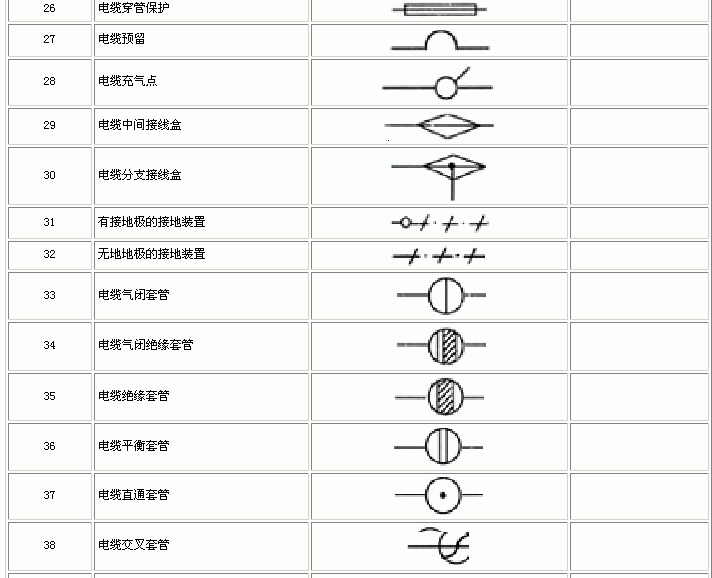 26 电缆穿管保护
27 电缆预留
28 电缆充气点
29 电缆中间接线盒
30 电缆分支接线盒
31 有接地极的接地装置
32 无地地极的接地装置
33 电缆气闭套管
34 电缆气闭绝缘套管
35 电缆绝缘套管
36 电缆平衡套管
37 电缆直通套管
38 电缆交叉套管